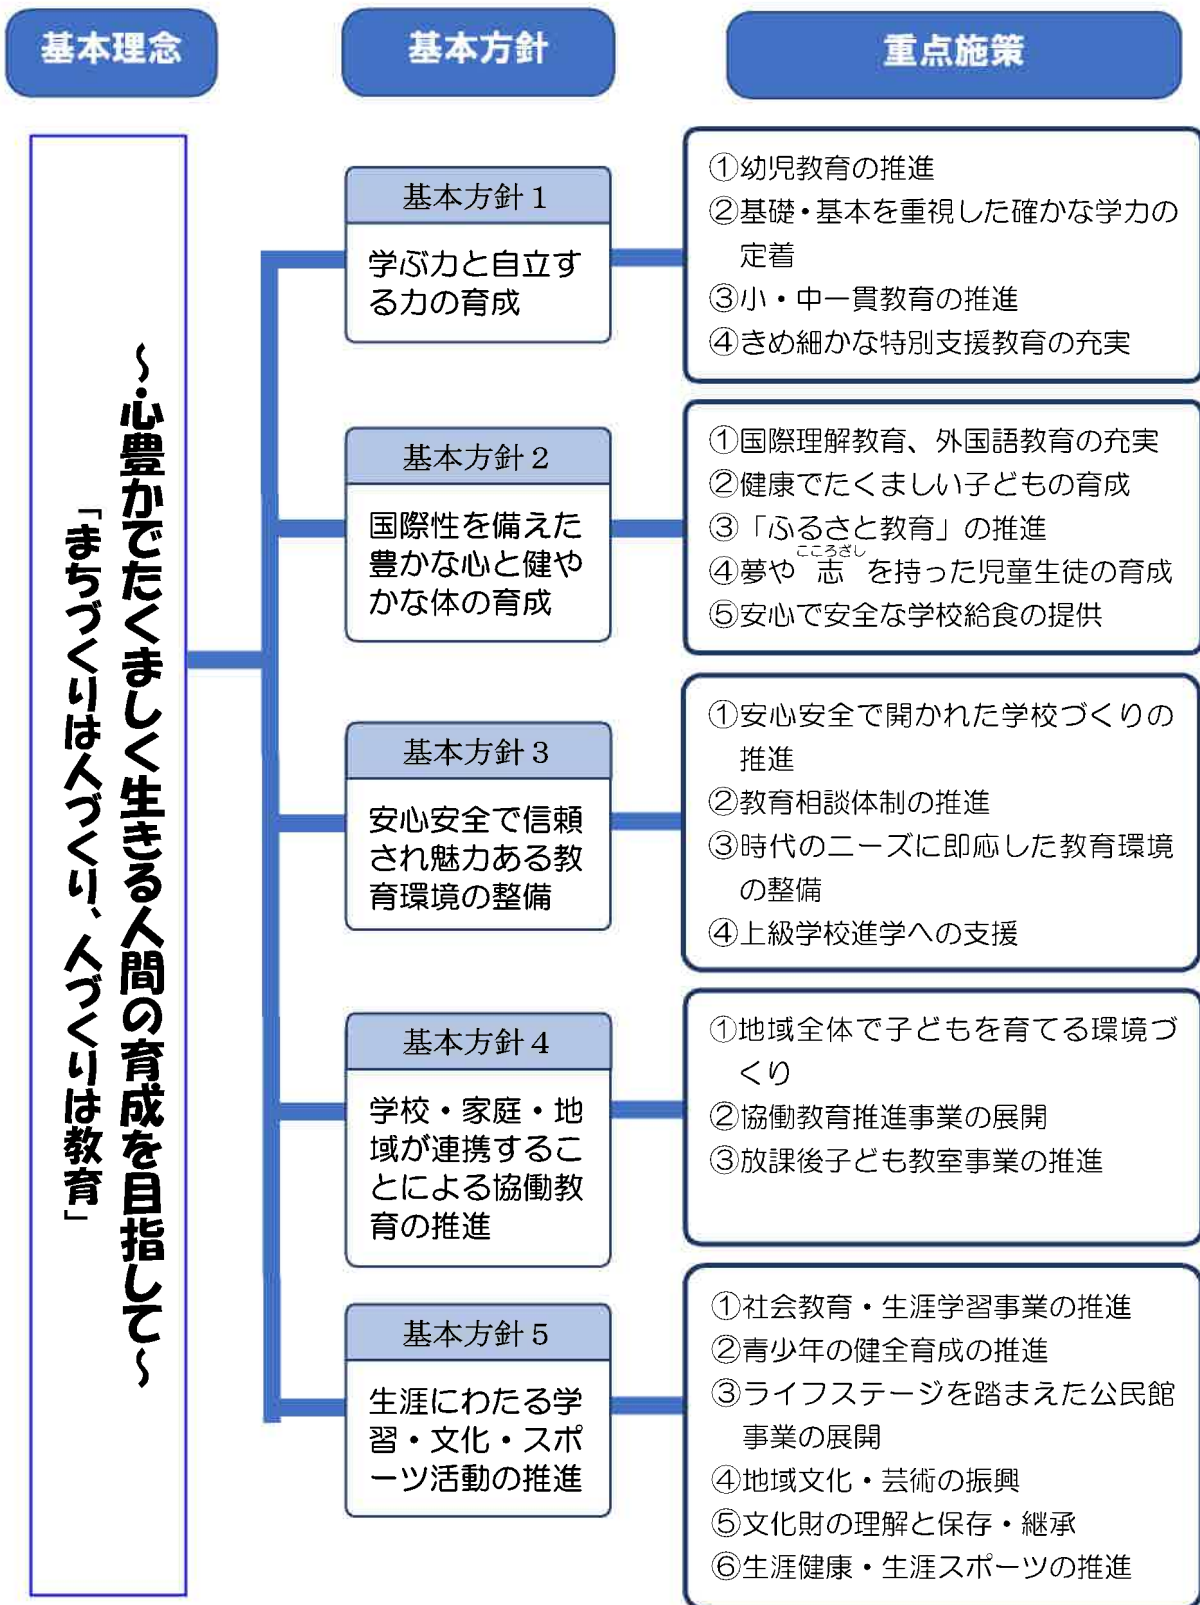 基本理念
基本方針
重点施策
~心豊かでたくましく生きる人間の育成を目指して~
「まちづくりは人づくり、人づくりは教育」
基本方針1
学ぶ力と自立す
る力の育成
①幼児教育の推進
②基礎・基本を重視した確かな学力の
定着
③小・中一貫教育の推進
④きめ細かな特別支援教育の充実
基本方針2
国際性を備えた
豊かな心と健や
かな体の育成
①国際理解教育、外国語教育の充実
②健康でたくましい子どもの育成
③「ふるさと教育」の推進
こころざし
④夢や志を持った児童生徒の育成
⑤安心で安全な学校給食の提供
基本方針3
安心安全で信頼
され魅力ある教
育環境の整備
①安心安全で開かれた学校づくりの
推進
②教育相談体制の推進
③時代のニーズに即応した教育環境
の整備
④上級学校進学への支援
基本方針4
学校・家庭・地
域が連携するこ
とによる協働教
育の推進
①地域全体で子どもを育てる環境づ
くり
②協働教育推進事業の展開
③放課後子ども教室事業の推進
基本方針5
生涯にわたる学
習・文化・スポ
ーツ活動の推進
①社会教育・生涯学習事業の推進
②青少年の健全育成の推進
③ライフステージを踏まえた公民館
事業の展開
④地域文化・芸術の振興
⑤文化財の理解と保存・継承
⑥生涯健康・生涯スポーツの推進